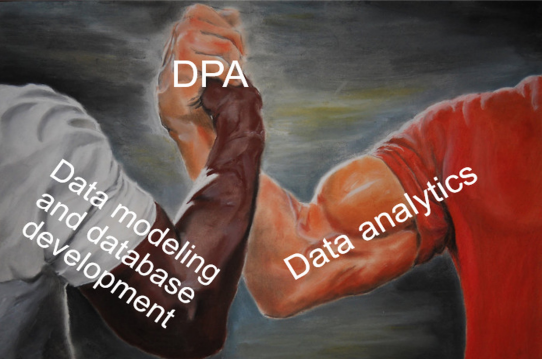 DPA
Data modeling
and database
development
Data analytics